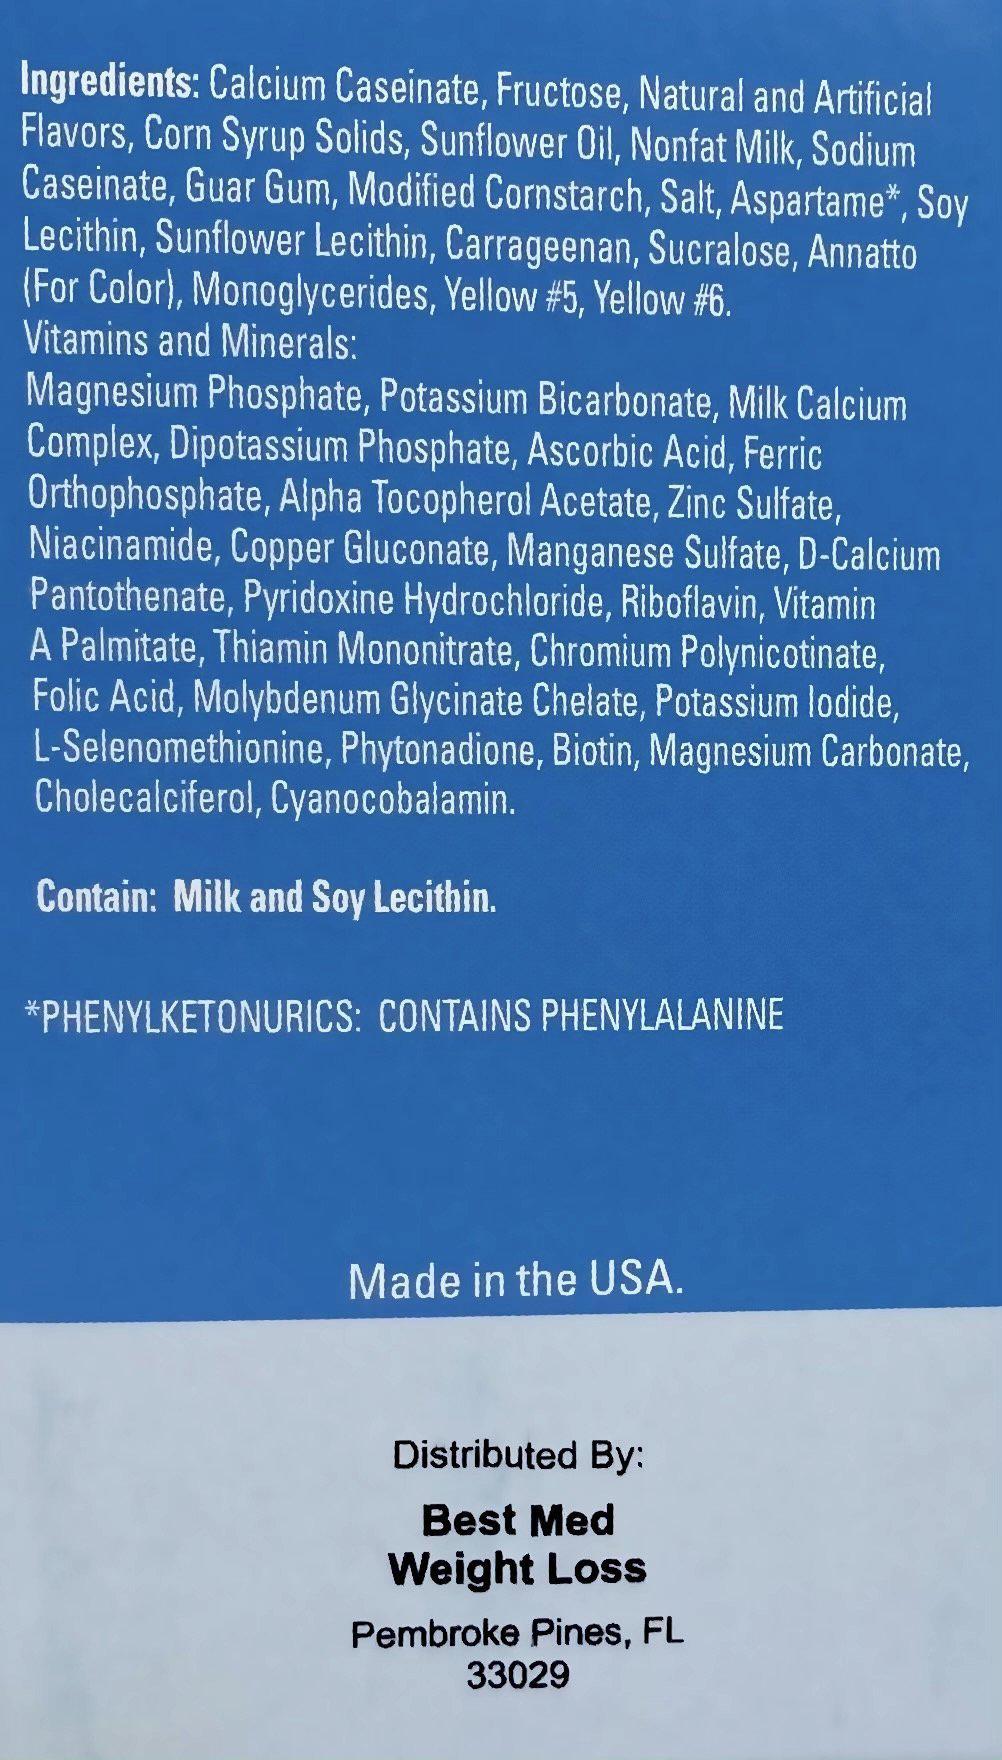 Ingredients: Calcium Caseinate, Fructose, Natural and Artificial
Flavors, Corn Syrup Solids, Sunflower Oil, Nonfat Milk, Sodium
Caseinate, Guar Gum, Modified Cornstarch, Salt, Aspartame*, Soy
Lecithin, Sunflower Lecithin, Carrageenan, Sucralose, Annatto
(For Color), Monoglycerides, Yellow #5, Yellow #6.
Vitamins and Minerals:
Magnesium Phosphate, Potassium Bicarbonate, Milk Calcium
Complex, Dipotassium Phosphate, Ascorbic Acid, Ferric
Orthophosphate, Alpha Tocopherol Acetate, Zinc Sulfate,
Niacinamide, Copper Gluconate, Manganese Sulfate, D-Calcium
Pantothenate, Pyridoxine Hydrochloride, Riboflavin, Vitamin
A Palmitate, Thiamin Mononitrate, Chromium Polynicotinate,
Folic Acid, Molybdenum Glycinate Chelate, Potassium Iodide,
L-Selenomethionine, Phytonadione, Biotin, Magnesium Carbonate,
Cholecalciferol, Cyanocobalamin.
Contain: Milk and Soy Lecithin.
*PHENYLKETONURICS: CONTAINS PHENYLALANINE
Made in the USA.
Distributed By:
Best Med
Weight Loss
Pembroke Pines, FL
33029